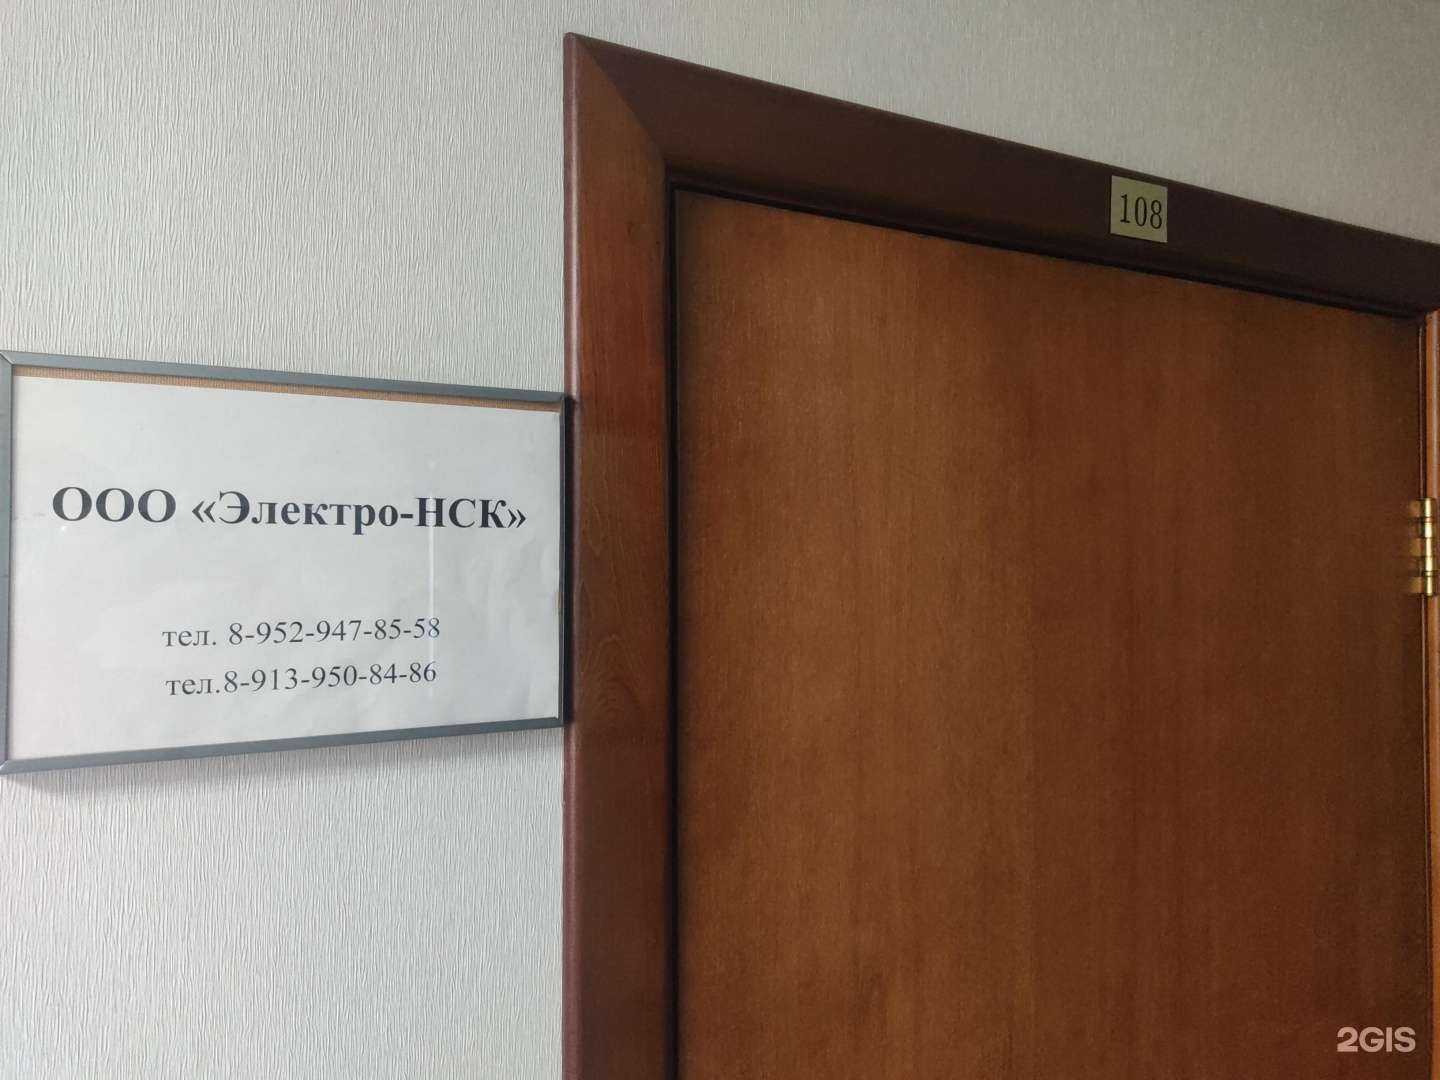 108
ООО «Электро-НСК»
тел. 8-952-947-85-58
тел.8-913-950-84-86
2GIS